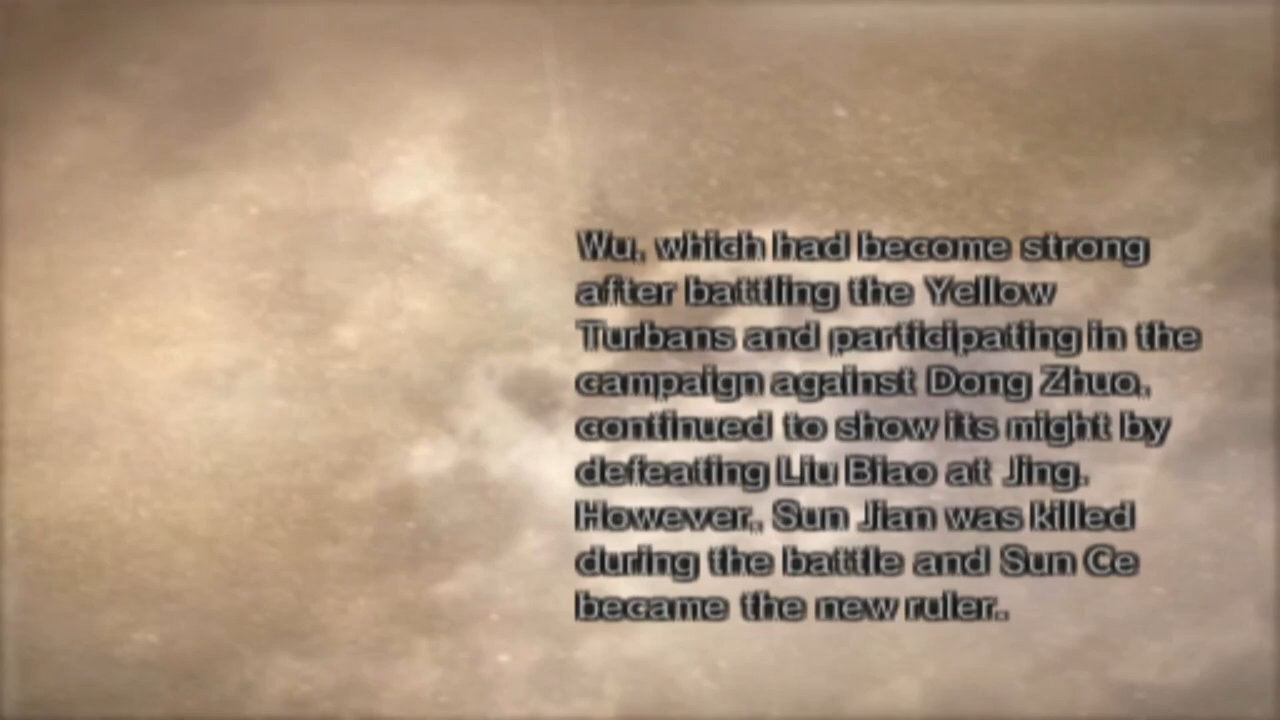 Wu, which had become strong
after battling the Yellow
Turbans and participating in the
campaign against Dong Zhuo,
continued to show its might by
defeating Liu Biao at Jing.
However, Sun Jian was killed
during the battle and Sun Ce
became the new ruler.